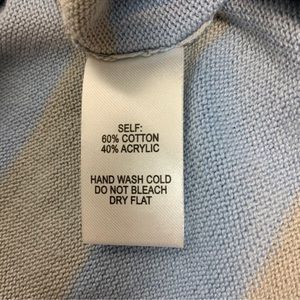 SELF:
60% COTTON
40% ACRYLIC
HAND WASH COLD
DO NOT BLEACH
DRY FLAT